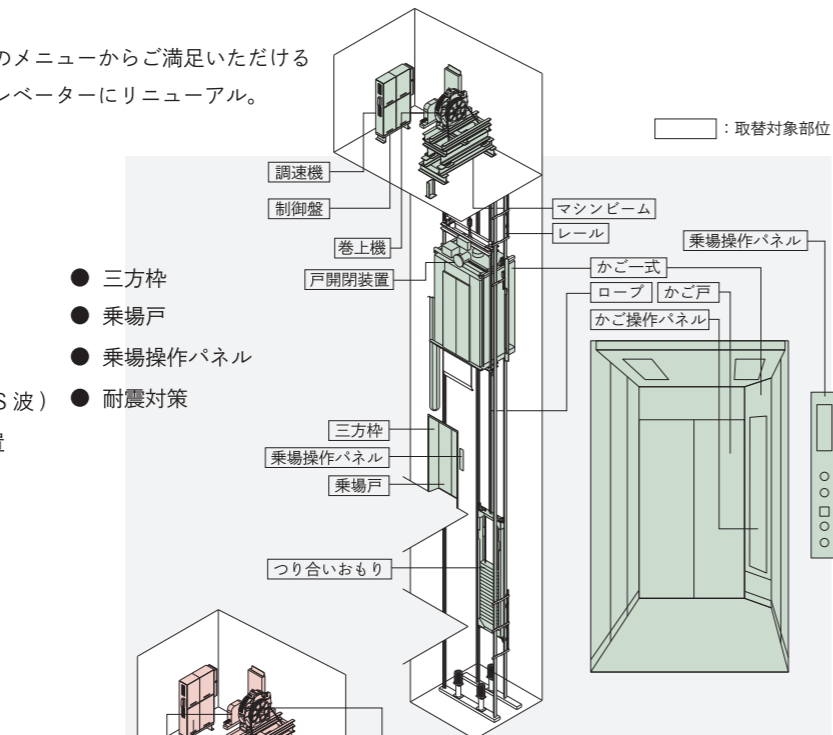 のメニューからご満足いただける
レベーターにリニューアル。
：取替対象部位
調速機
制御盤
巻上機
戸開閉装置
マシンビーム
レール
乗場操作パネル
かご一式
ロープ
かご戸
かご操作パネル
● 三方枠
● 乗場戸
● 乗場操作パネル
S波） ● 耐震対策
置
三方枠
乗場操作パネル
乗場戸
つり合いおもり